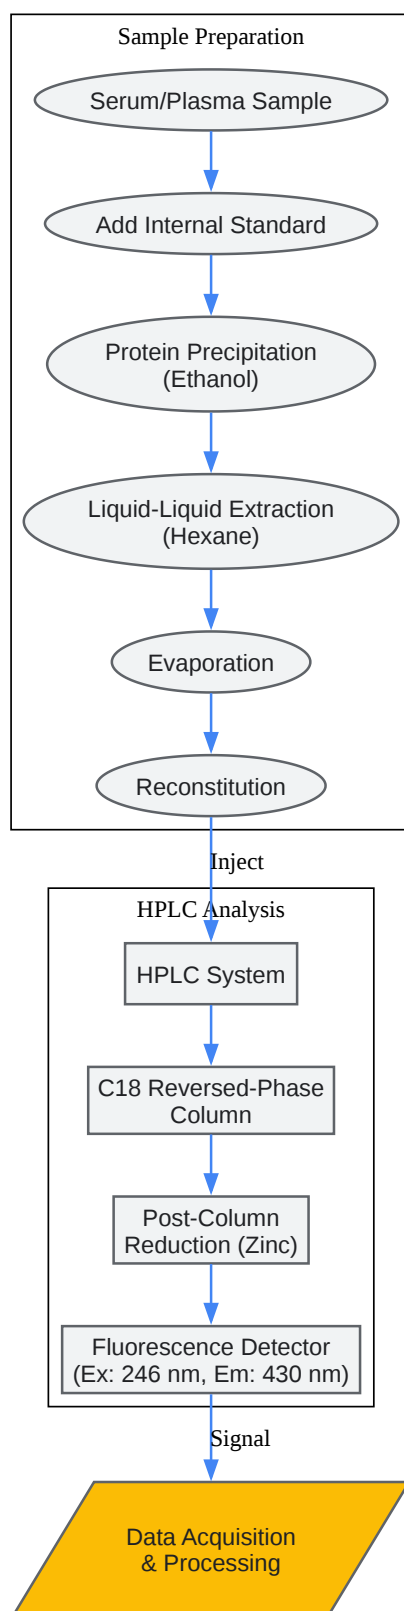 Sample Preparation
Serum/Plasma Sample
Add Internal Standard
Protein Precipitation
(Ethanol)
Liquid-Liquid Extraction
(Hexane)
Evaporation
Reconstitution
Inject
HPLC Analysis
HPLC System
C18 Reversed-Phase
Column
Post-Column
Reduction (Zinc)
Fluorescence Detector
(Ex: 246 nm, Em: 430 nm)
Signal
Data Acquisition
& Processing